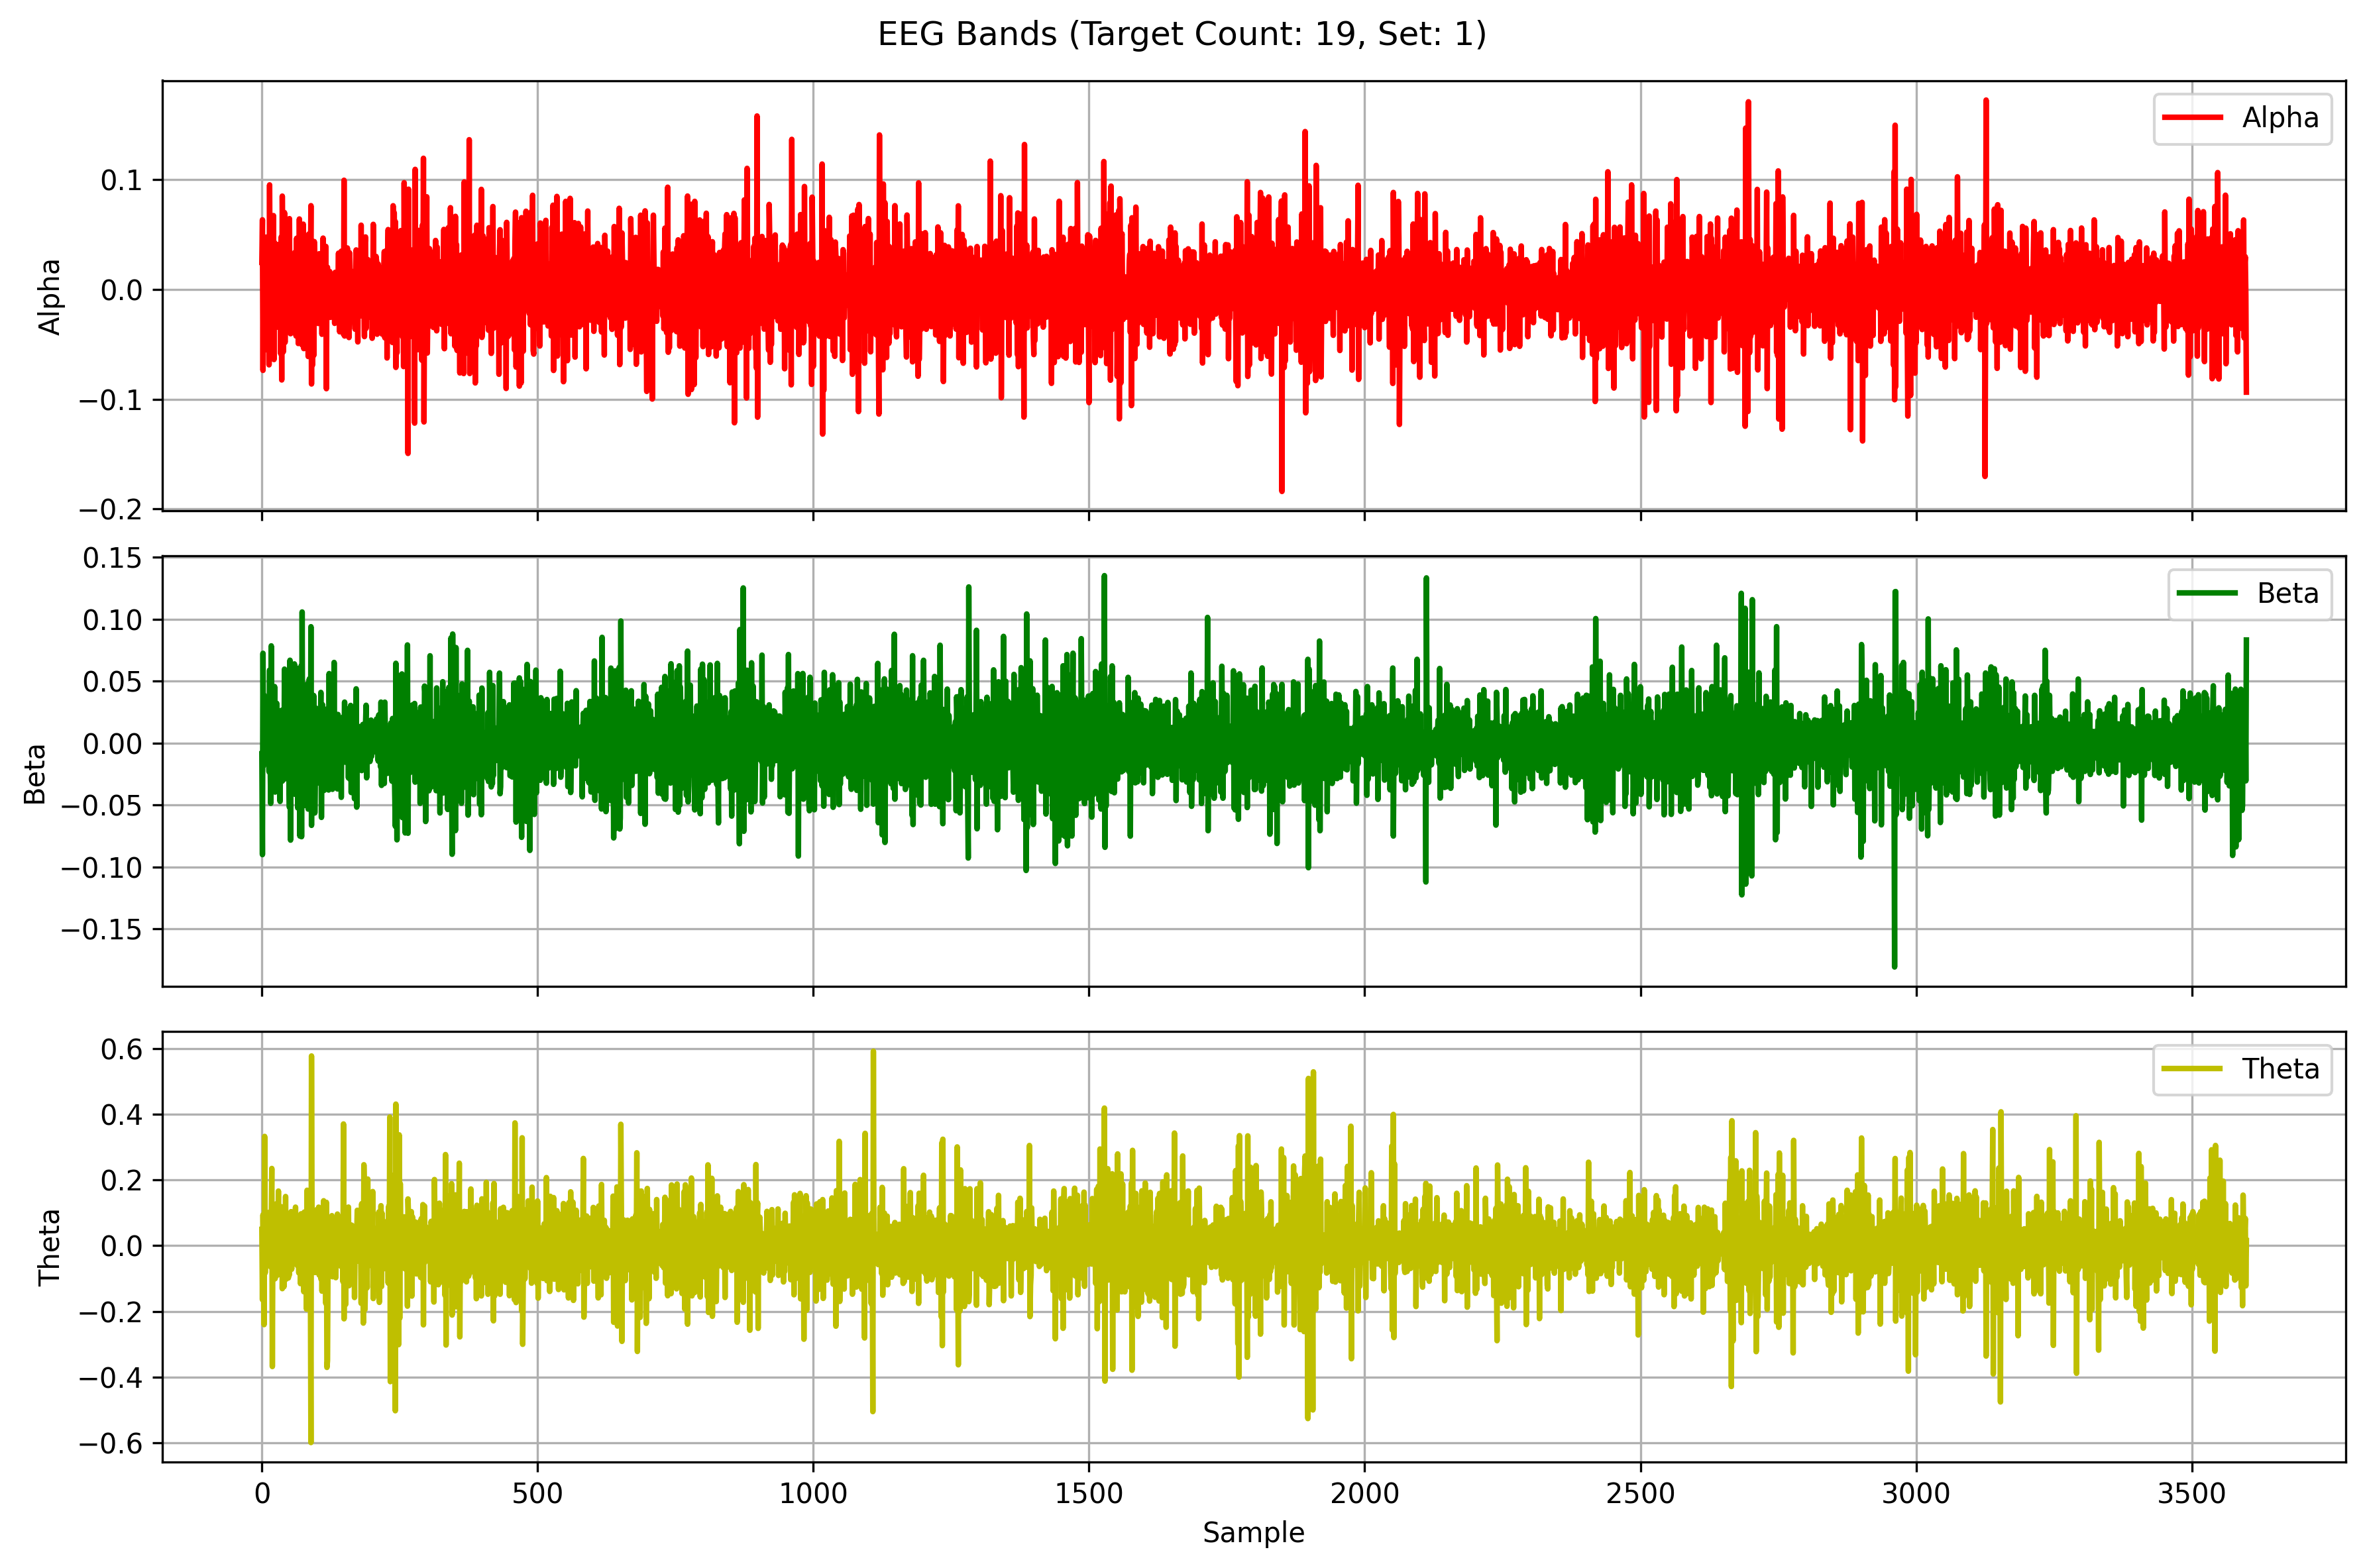 EEG Bands (Target Count: 19, Set: 1)
Alpha
0.1
0.0
−0.1
−0.2
Alpha
Beta
0.15
0.10
0.05
0.00
−0.05
−0.10
−0.15
Beta
Theta
0.6
0.4
0.2
0.0
−0.2
−0.4
−0.6
Theta
0 500 1000 1500 2000 2500 3000 3500
Sample